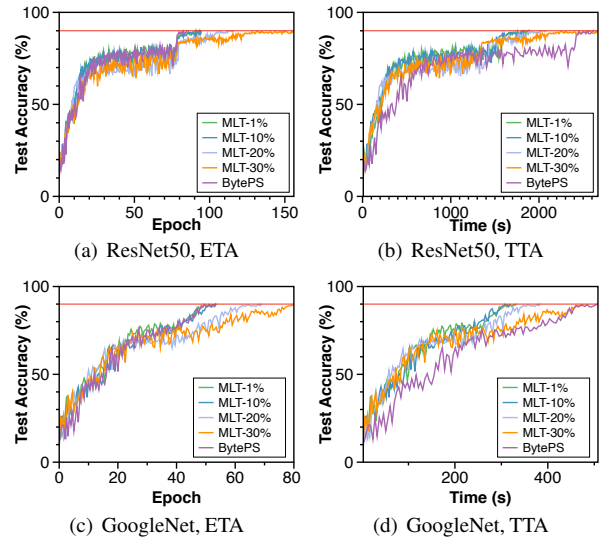 100
50
0
Test Accuracy (%)
MLT-1%
MLT-10%
MLT-20%
MLT-30%
BytePS
0 50 100 150
Epoch
(a) ResNet50, ETA
100
50
0
Test Accuracy (%)
MLT-1%
MLT-10%
MLT-20%
MLT-30%
BytePS
0 1000 2000
Time (s)
(b) ResNet50, TTA
100
50
0
Test Accuracy (%)
MLT-1%
MLT-10%
MLT-20%
MLT-30%
BytePS
0 20 40 60 80
Epoch
(c) GoogleNet, ETA
100
50
0
Test Accuracy (%)
MLT-1%
MLT-10%
MLT-20%
MLT-30%
BytePS
200 400
Time (s)
(d) GoogleNet, TTA